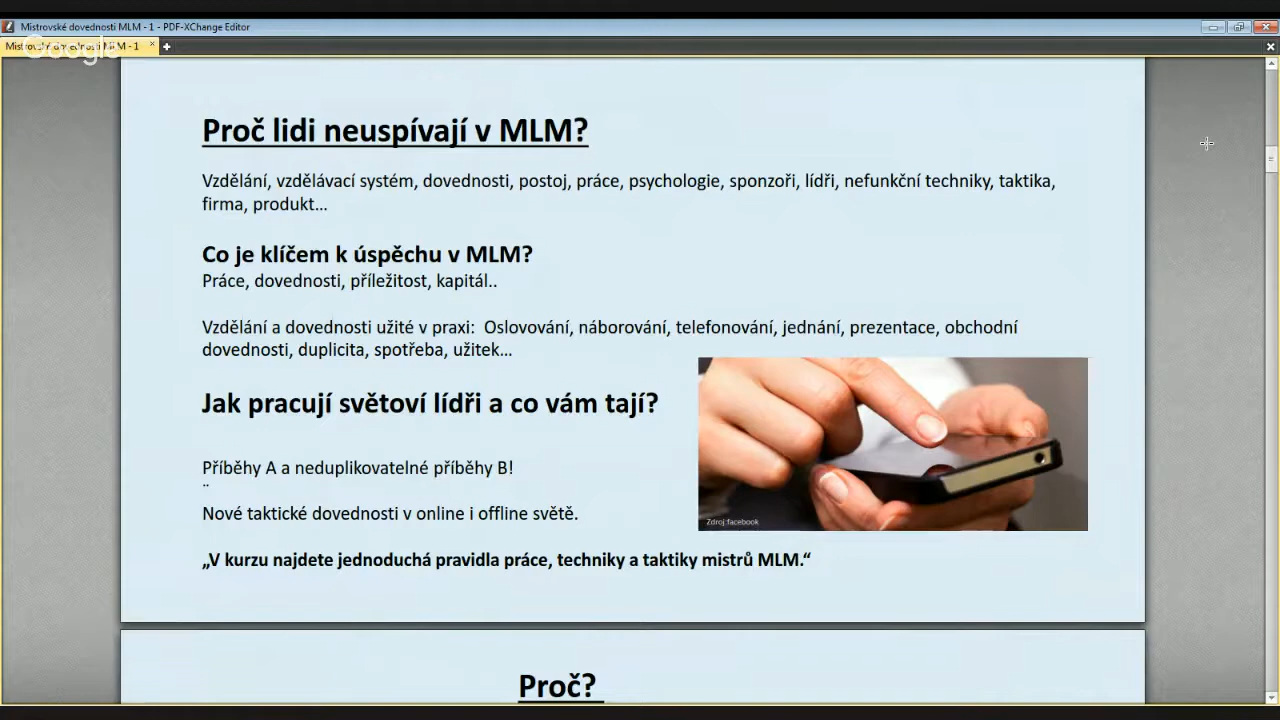 Mistrovské dovednosti MLM - 1 - PDF-XChange Editor
Mistrovské dovednosti MLM - 1
Google
Proč lidi neuspívají v MLM?
Vzdělání, vzdělávací systém, dovednosti, postoj, práce, psychologie, sponzoři, lídři, nefunkční techniky, taktika,
firma, produkt...
Co je klíčem k úspěchu v MLM?
Práce, dovednosti, příležitost, kapitál..
Vzdělání a dovednosti užité v praxi:  Oslovování, náborování, telefonování, jednání, prezentace, obchodní
dovednosti, duplicita, spotřeba, užitek...
Jak pracují světoví lídři a co vám tají?
Příběhy A a neduplikovatelné příběhy B!
..
Nové taktické dovednosti v online i offline světě.
Zdroj:facebook
„V kurzu najdete jednoduchá pravidla práce, techniky a taktiky mistrů MLM.“
Proč?